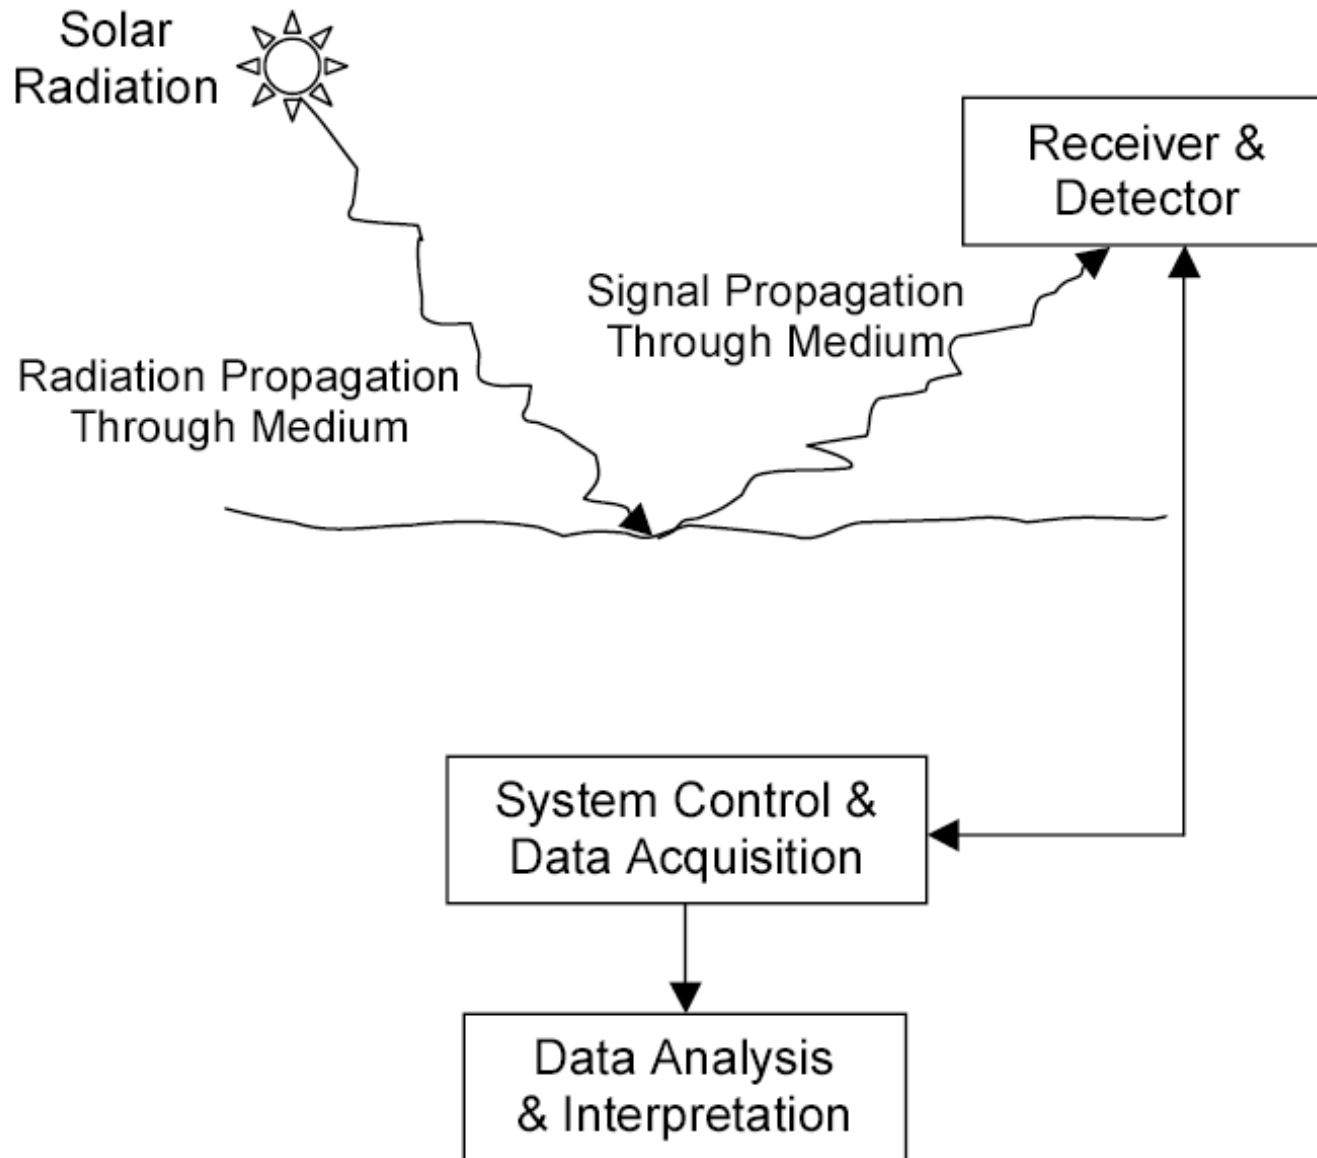 Solar
Radiation
Receiver &
Detector
Signal Propagation
Through Medium
Radiation Propagation
Through Medium
System Control &
Data Acquisition
Data Analysis
& Interpretation